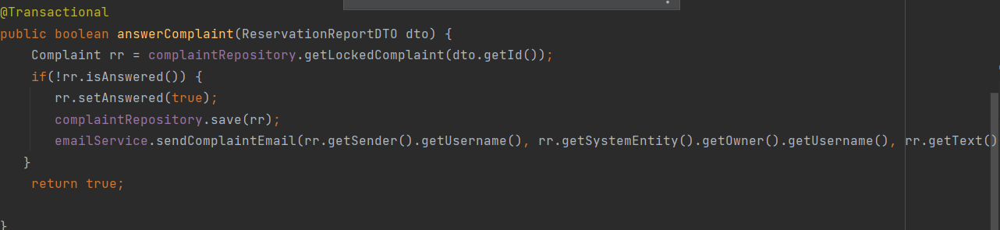 @Transactional
public boolean answerComplaint(ReservationReportDTO dto) {
    Complaint rr = complaintRepository.getLockedComplaint(dto.getId());
    if(!rr.isAnswered()) {
       rr.setAnswered(true);
       complaintRepository.save(rr);
       emailService.sendComplaintEmail(rr.getSender().getUsername(), rr.getSystemEntity().getOwner().getUsername(), rr.getText()
   }
    return true;
}